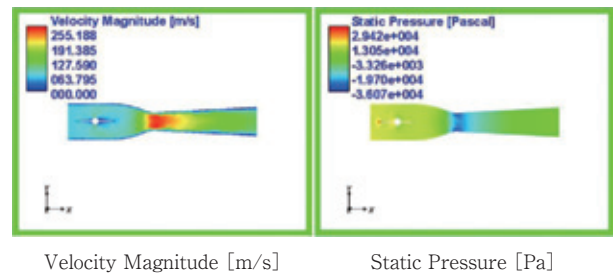 Velocity Magnitude [m/s]
255.188
191.385
127.590
063.795
000.000
Y
X
Static Pressure [Pascal]
2.942e+004
1.305e+004
-3.326e+003
-1.970e+004
-3.607e+004
Y
X
Velocity Magnitude [m/s]
Static Pressure [Pa]